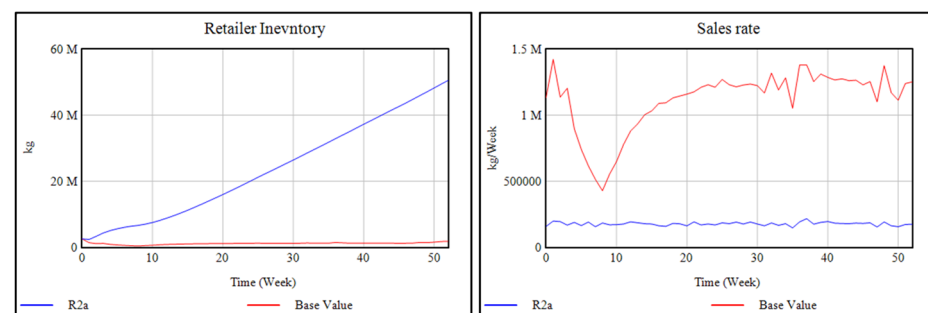 Retailer Inevntory
60 M
40 M
20 M
0
kg
0 10 20 30 40 50
Time (Week)
R2a Base Value
Sales rate
1.5 M
1 M
500000
0
kg/Week
0 10 20 30 40 50
Time (Week)
R2a Base Value